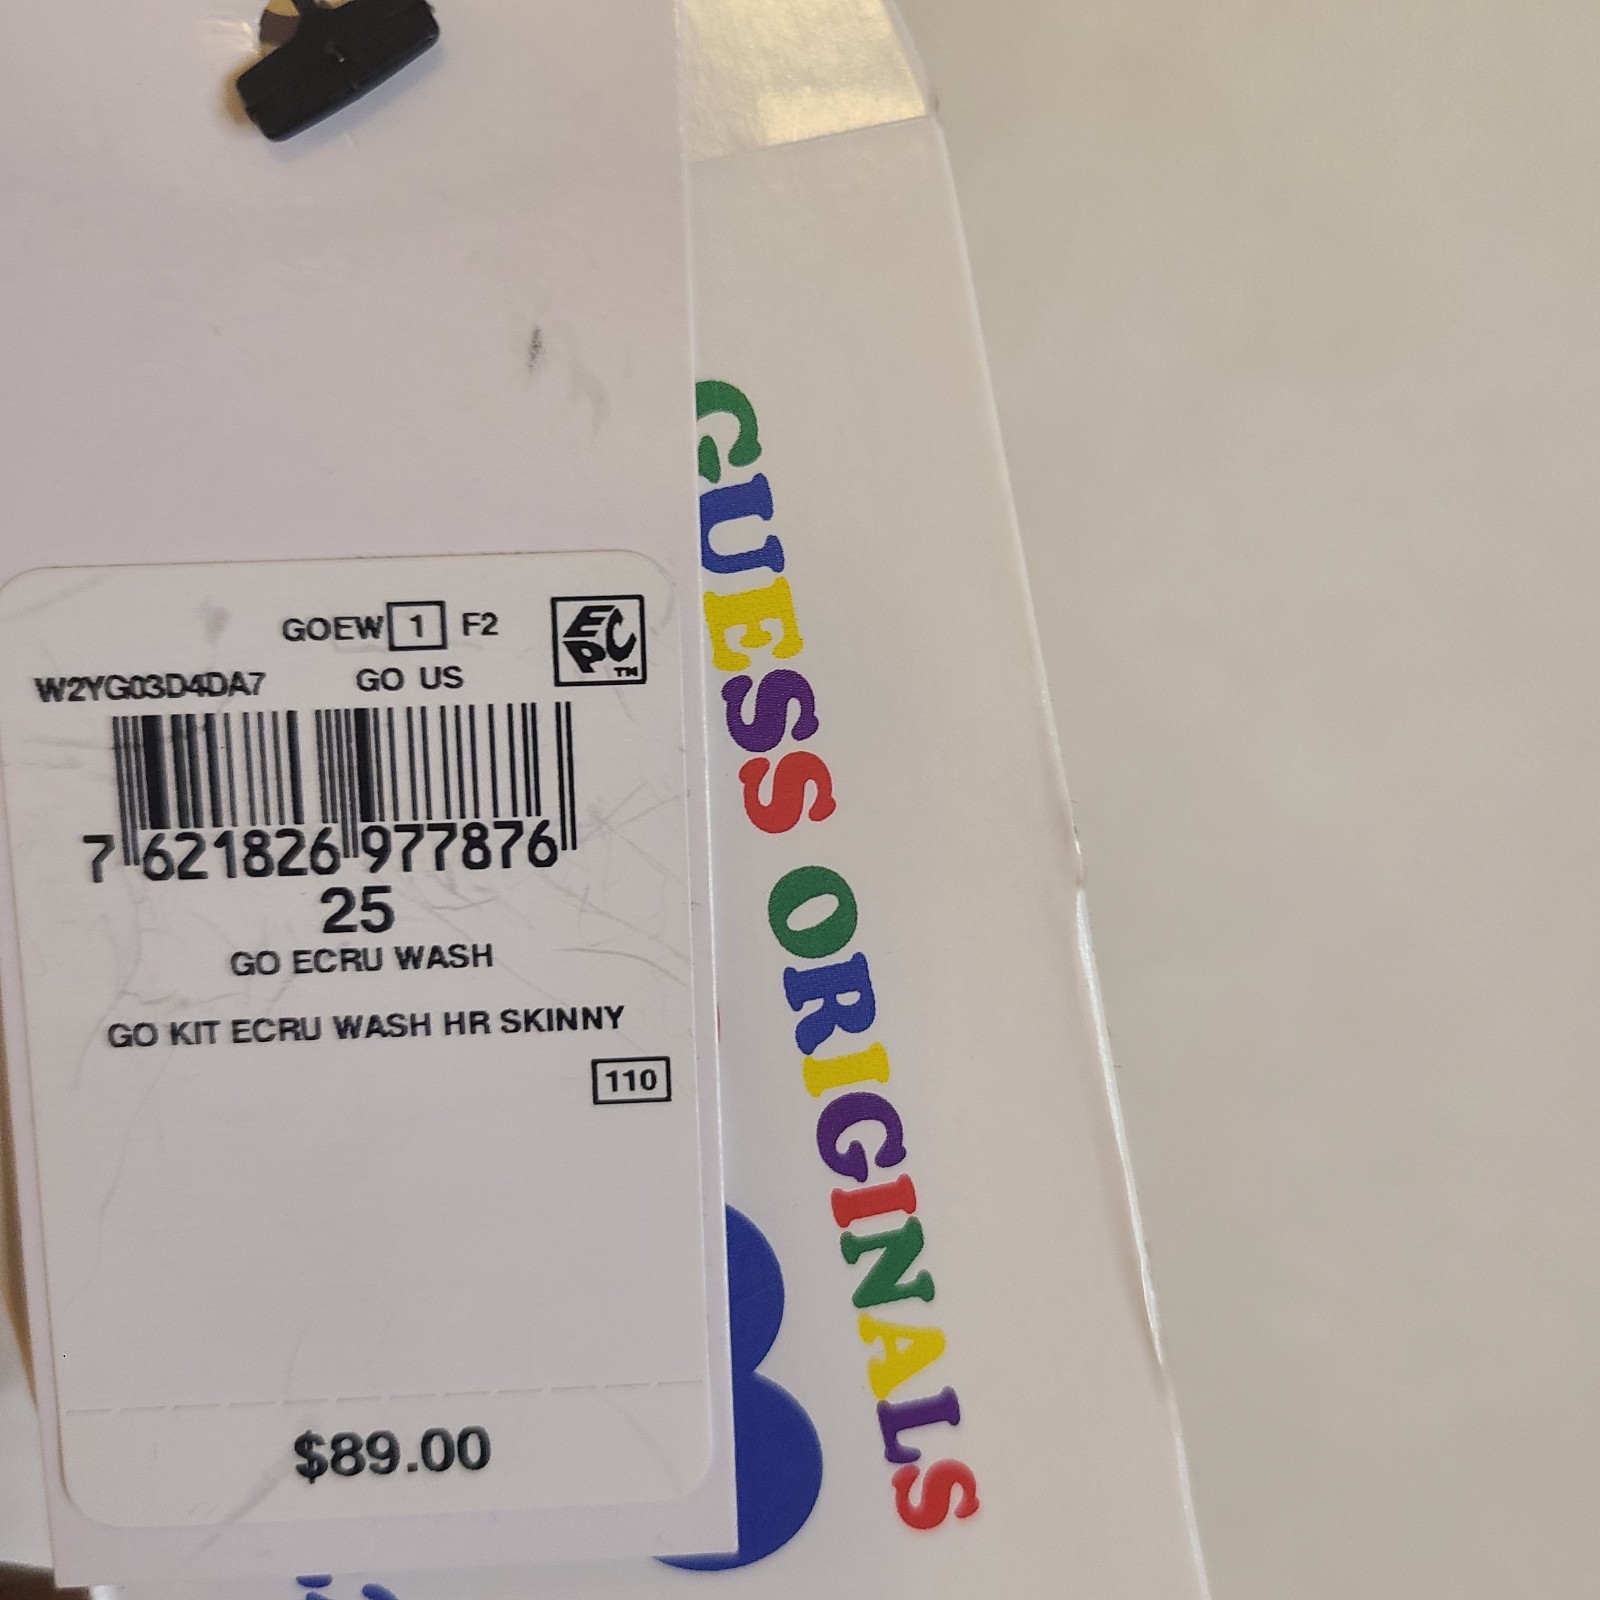 GOEW 1 F2
EPC™
W2YG03D4DA7 GO US
7 621826 977876
25
GO ECRU WASH
GO KIT ECRU WASH HR SKINNY
110
$89.00
GUESS ORIGINALS